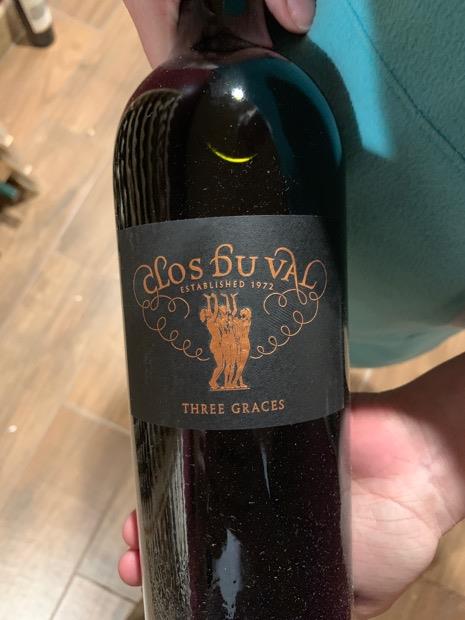 CLOS DU VAL
ESTABLISHED 1972
THREE GRACES